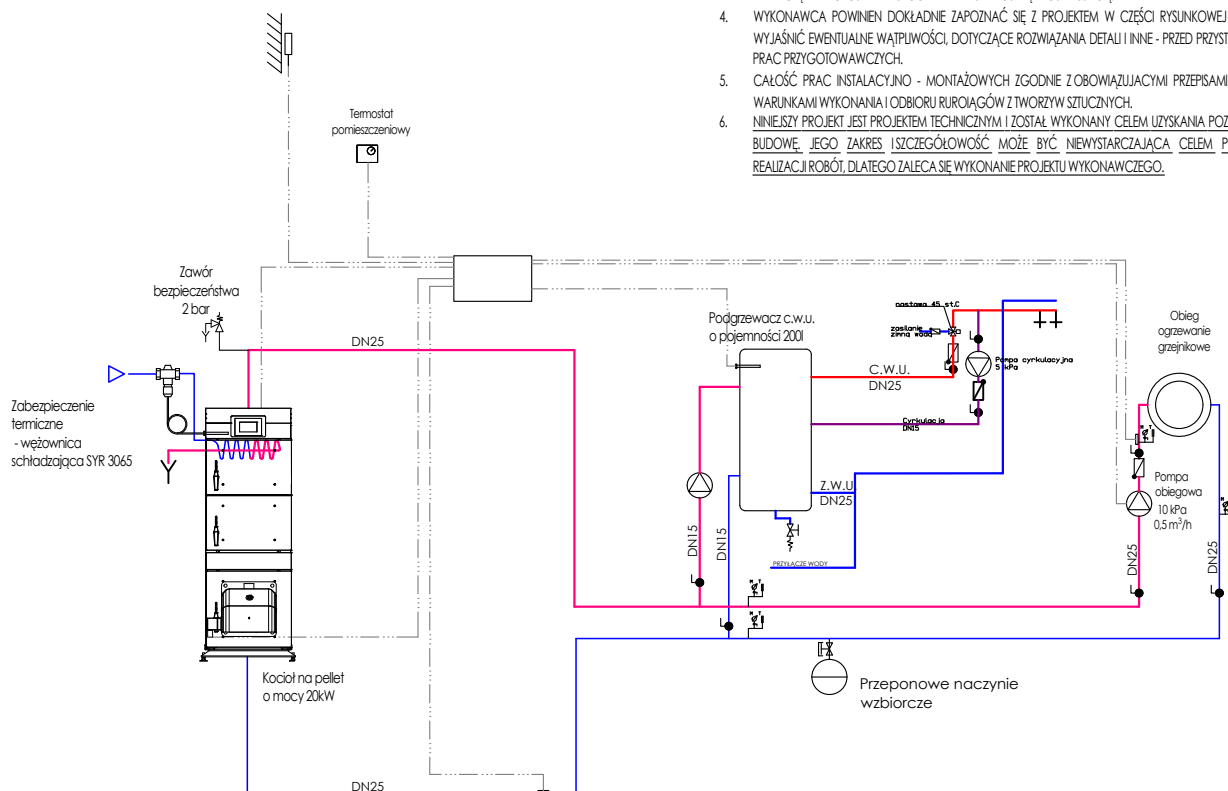 4. WYKONAWCA POWINIEN DOKŁADNIE ZAPOZNAĆ SIĘ Z PROJEKTEM W CZĘŚCI RYSUNKOWEJ
WYJAŚNIĆ EWENTUALNE WĄTPLIWOŚCI, DOTYCZĄCE ROZWIĄZANIA DETALI I INNE - PRZED PRZYST
PRAC PRZYGOTOWAWCZYCH.
5. CAŁOŚĆ PRAC INSTALACYJNO - MONTAŻOWYCH ZGODNIE Z OBOWIĄZUJACYMI PRZEPISAMI
WARUNKAMI WYKONANIA I ODBIORU RUROIĄGÓW Z TWORZYW SZTUCZNYCH.
6. NINIEJSZY PROJEKT JEST PROJEKTEM TECHNICZNYM I ZOSTAŁ WYKONANY CELEM UZYSKANIA POZ
BUDOWĘ, JEGO ZAKRES I SZCZEGÓŁOWOŚĆ MOŻE BYĆ NIEWYSTARCZAJĄCA CELEM P
REALIZACJI ROBÓT, DLATEGO ZALECA SIĘ WYKONANIE PROJEKTU WYKONAWCZEGO.
Termostat
pomieszczeniowy
Zawór
bezpieczeństwa
2 bar
DN25
Zabezpieczenie
termiczne
- wężownica
schładzająca SYR 3065
Kocioł na pellet
o mocy 20kW
DN25
Podgrzewacz c.w.u.
o pojemności 200l
nastawa 45 st.C
zasilanie
zimną wodą
Pompa cyrkulacyjna
5 kPa
C.W.U.
DN25
Cyrkulacja
DN15
Z.W.U
DN25
PRZYŁĄCZE WODY
DN15
DN15
M T
M T
Przeponowe naczynie
wzbiorcze
Obieg
ogrzewanie
grzejnikowe
M T
Pompa
obiegowa
10 kPa
0,5 m³/h
DN25
DN25
M